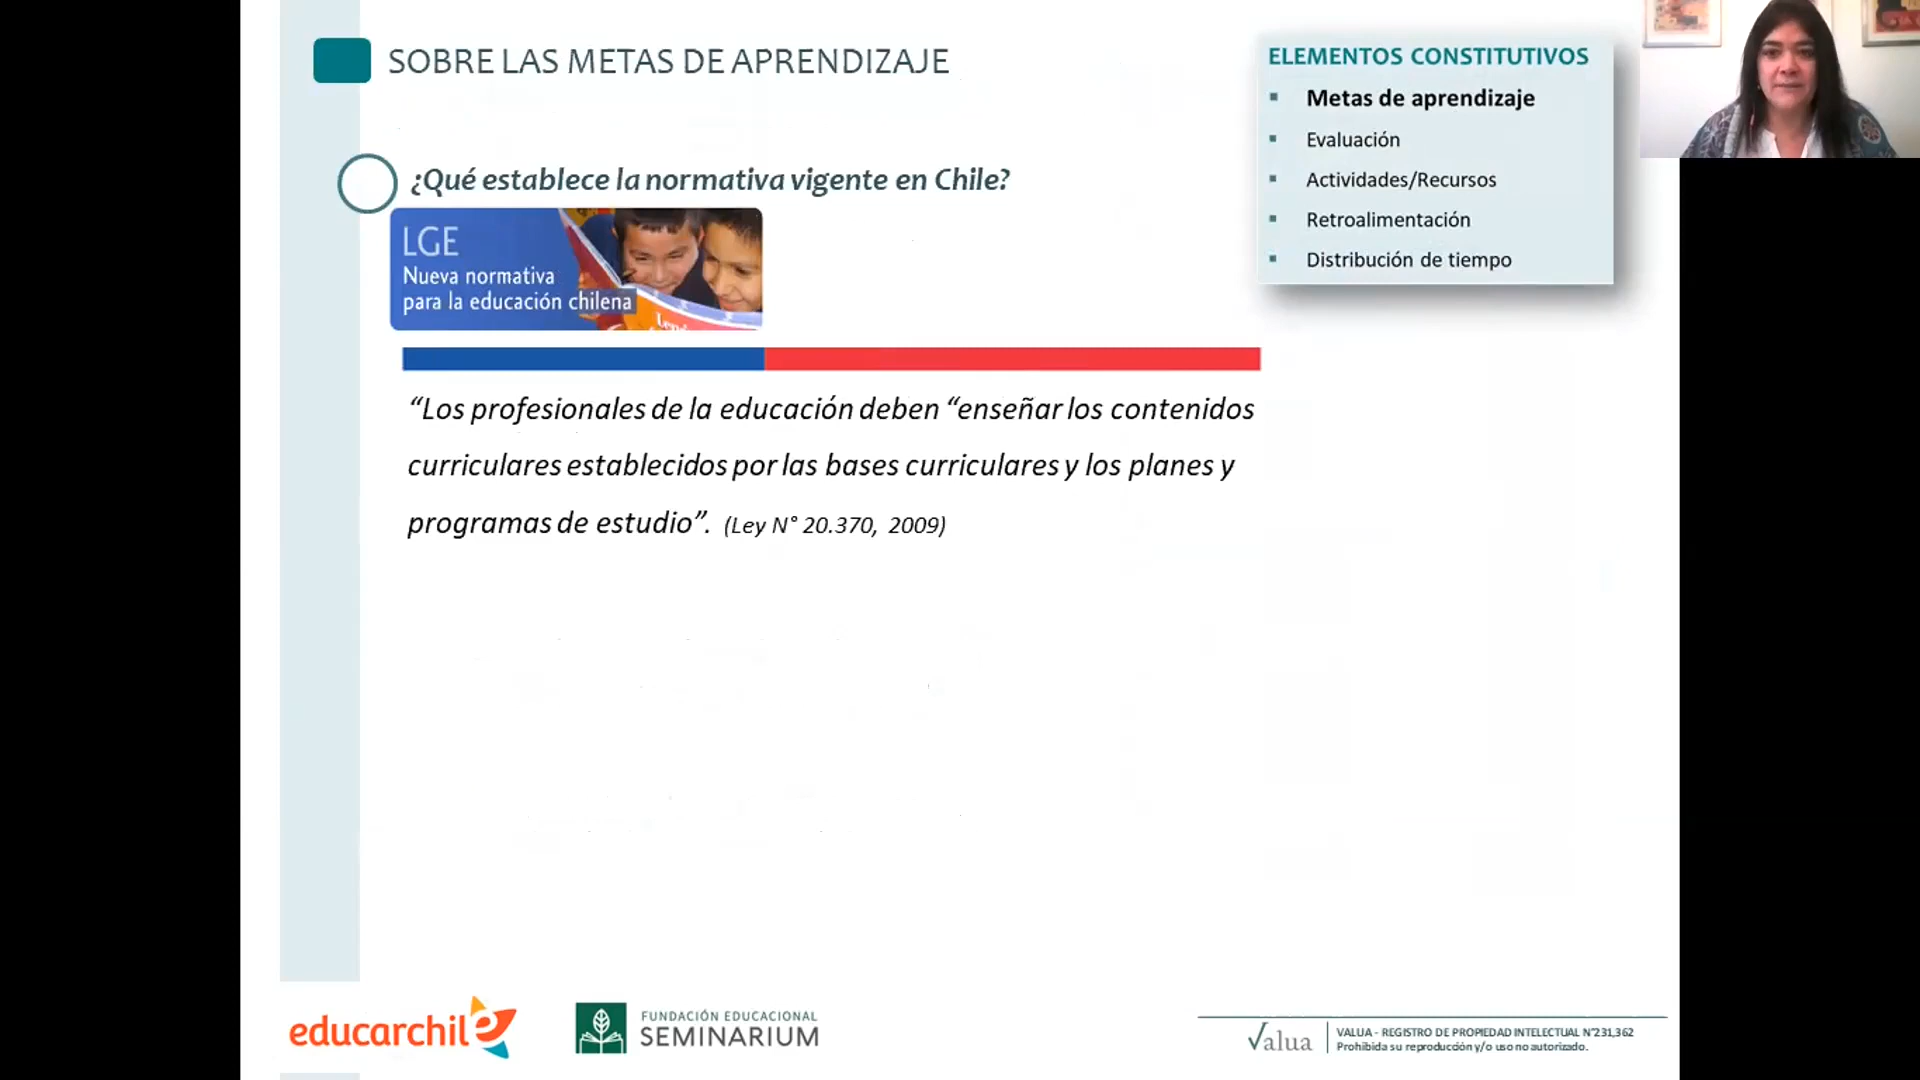 SOBRE LAS METAS DE APRENDIZAJE
ELEMENTOS CONSTITUTIVOS
Metas de aprendizaje
Evaluación
Actividades/Recursos
Retroalimentación
Distribución de tiempo
¿Qué establece la normativa vigente en Chile?
LGE
Nueva normativa
para la educación chilena
“Los profesionales de la educación deben “enseñar los contenidos
curriculares establecidos por las bases curriculares y los planes y
programas de estudio”. (Ley N° 20.370, 2009)
educarchile
FUNDACIÓN EDUCACIONAL
SEMINARIUM
Valua
VALUA - REGISTRO DE PROPIEDAD INTELECTUAL N°231,362
Prohibida su reproducción y/o uso no autorizado.